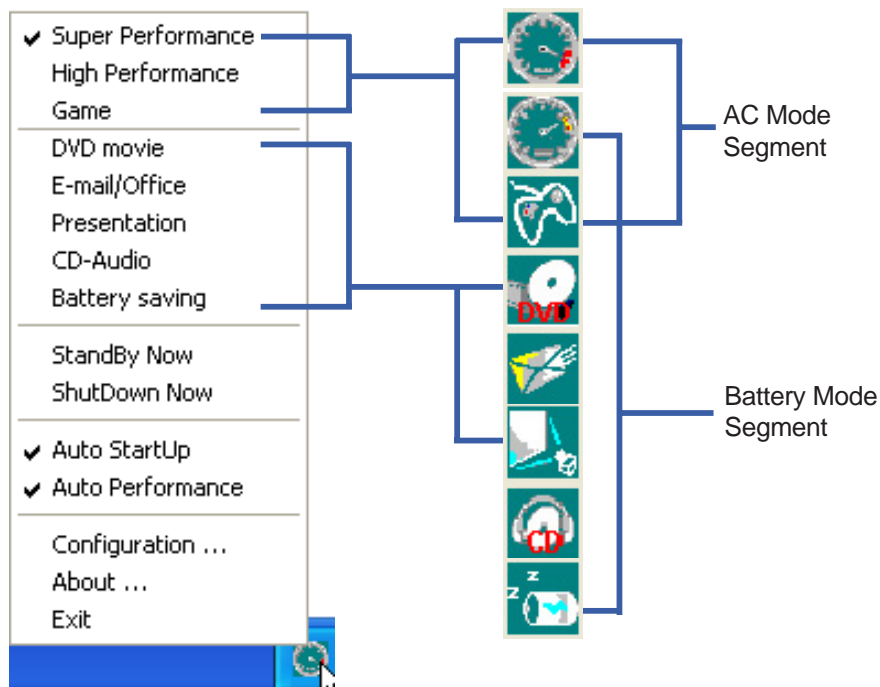 Super Performance
High Performance
Game
DVD movie
E-mail/Office
Presentation
CD-Audio
Battery saving
StandBy Now
ShutDown Now
Auto StartUp
Auto Performance
Configuration ...
About ...
Exit
DVD
CD
z
z
AC Mode
Segment
Battery Mode
Segment